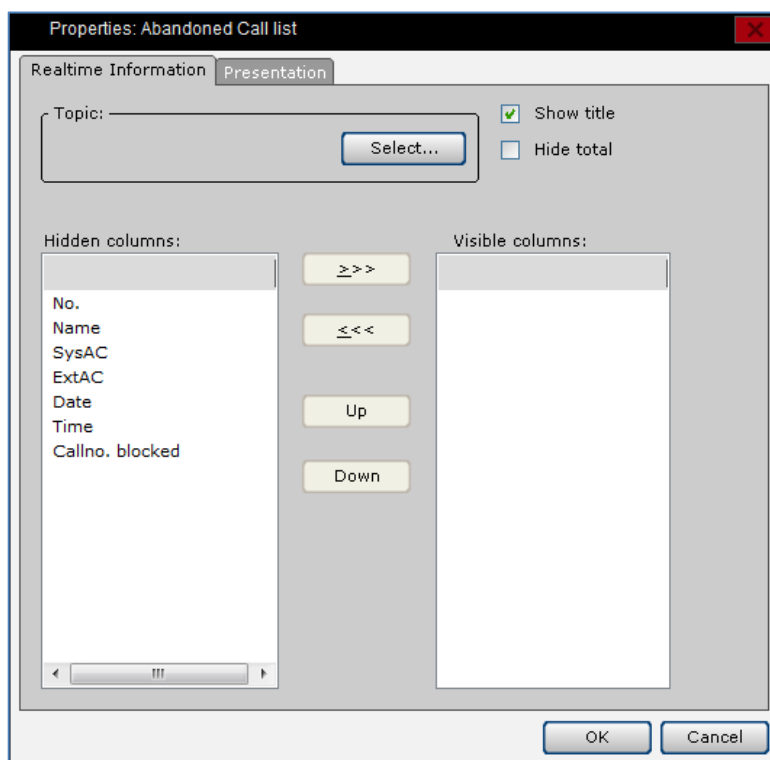 Properties: Abandoned Call list
Realtime Information
Presentation
Topic:
Select...
Show title
Hide total
Hidden columns:
No.
Name
SysAC
ExtAC
Date
Time
Callno. blocked
>>>
<<<
Up
Down
Visible columns:
OK
Cancel